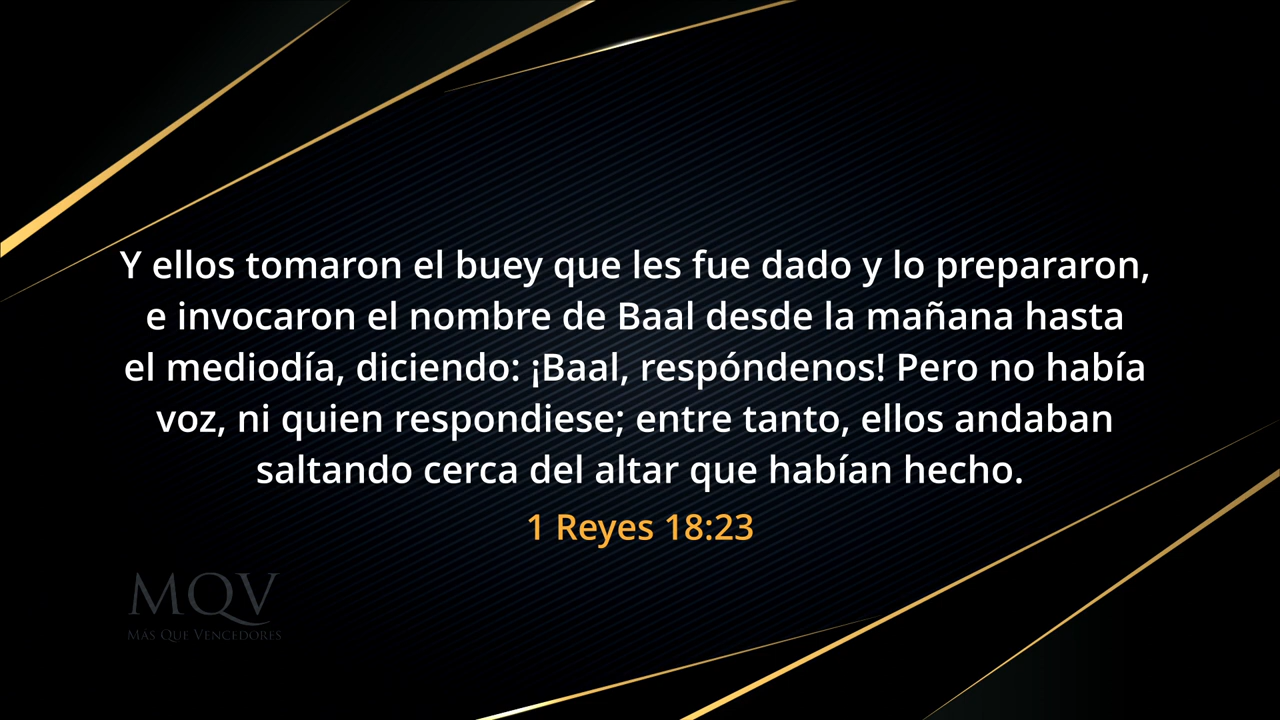 Y ellos tomaron el buey que les fue dado y lo prepararon,
e invocaron el nombre de Baal desde la mañana hasta
el mediodía, diciendo: ¡Baal, respóndenos! Pero no había
voz, ni quien respondiese; entre tanto, ellos andaban
saltando cerca del altar que habían hecho.
1 Reyes 18:23
MQV
Más Que Vencedores